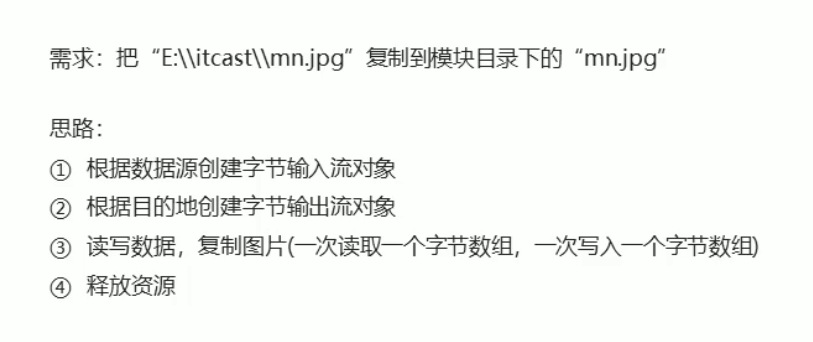 需求：把“E:\\itcast\\mn.jpg”复制到模块目录下的“mn.jpg”
思路：
① 根据数据源创建字节输入流对象
② 根据目的地创建字节输出流对象
③ 读写数据，复制图片(一次读取一个字节数组，一次写入一个字节数组)
④ 释放资源